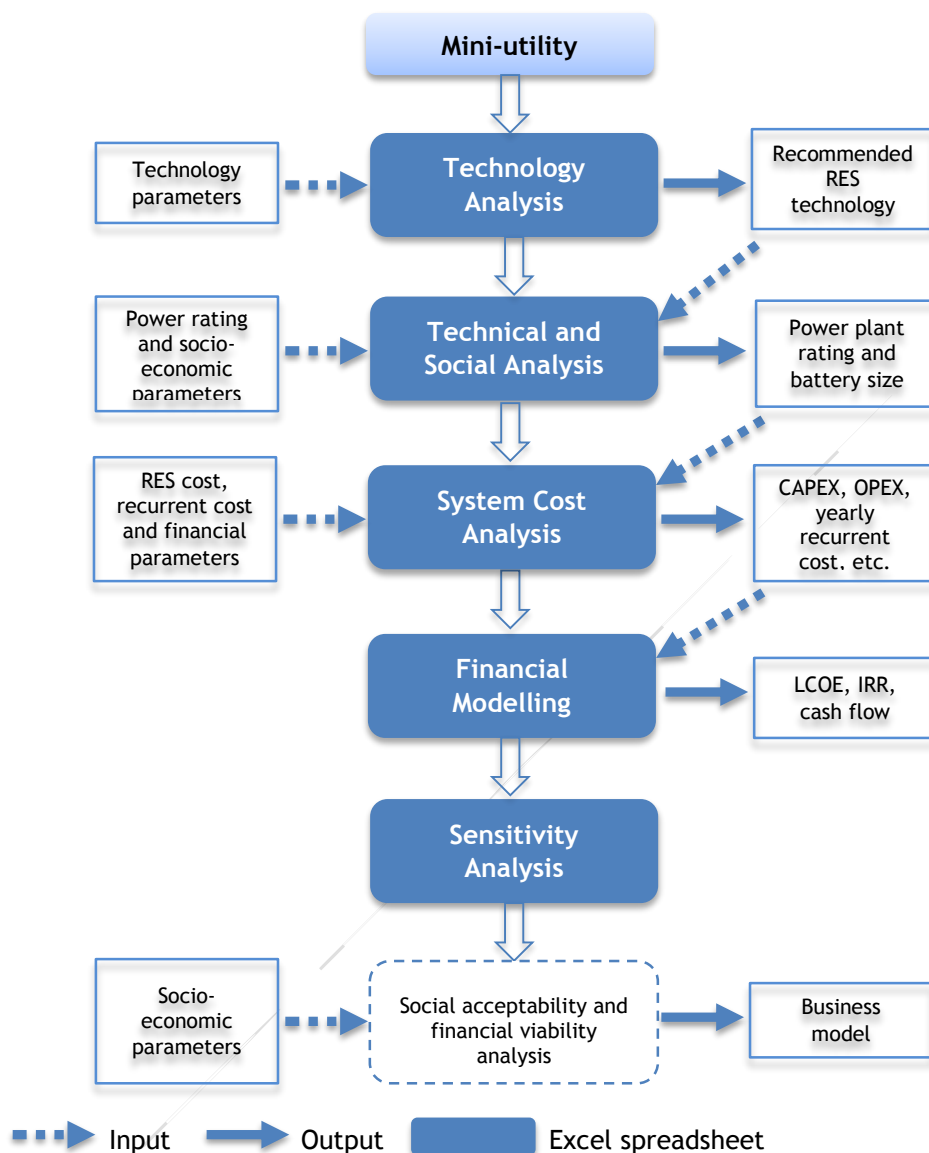 Mini-utility
Technology
parameters
Technology
Analysis
Recommended
RES
technology
Power rating
and socio-
economic
parameters
Technical and
Social Analysis
Power plant
rating and
battery size
RES cost,
recurrent cost
and financial
parameters
System Cost
Analysis
CAPEX, OPEX,
yearly
recurrent
cost, etc.
Financial
Modelling
LCOE, IRR,
cash flow
Sensitivity
Analysis
Socio-
economic
parameters
Social acceptability and
financial viability
analysis
Business
model
Input
Output
Excel spreadsheet